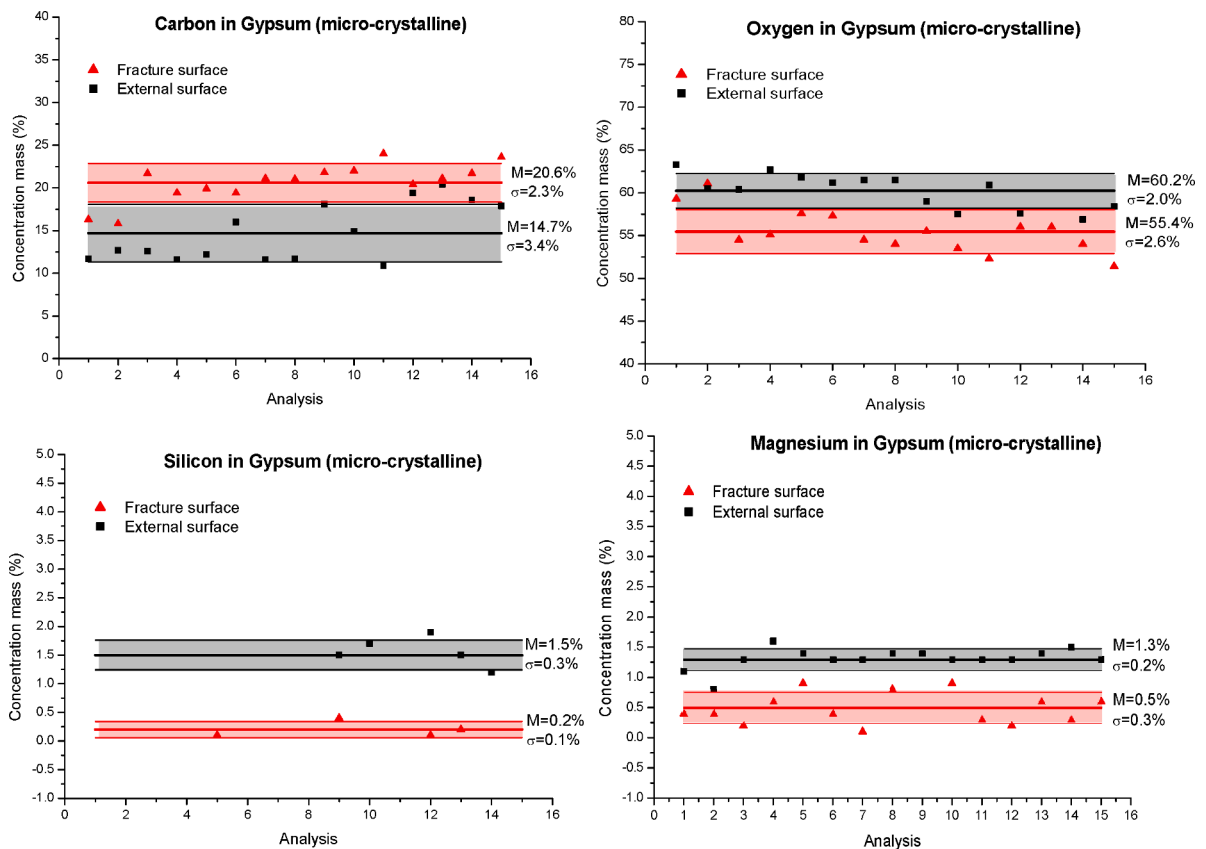 Carbon in Gypsum (micro-crystalline)
40
35
30
25
20
15
10
5
0
Concentration mass (%)
Fracture surface
External surface
M=20.6%
σ=2.3%
M=14.7%
σ=3.4%
0 2 4 6 8 10 12 14 16
Analysis
Oxygen in Gypsum (micro-crystalline)
80
75
70
65
60
55
50
45
40
Concentration mass (%)
Fracture surface
External surface
M=60.2%
σ=2.0%
M=55.4%
σ=2.6%
0 2 4 6 8 10 12 14 16
Analysis
Silicon in Gypsum (micro-crystalline)
5.0
4.5
4.0
3.5
3.0
2.5
2.0
1.5
1.0
0.5
0.0
-0.5
-1.0
Concentration mass (%)
Fracture surface
External surface
M=1.5%
σ=0.3%
M=0.2%
σ=0.1%
0 2 4 6 8 10 12 14 16
Analysis
Magnesium in Gypsum (micro-crystalline)
5.0
4.5
4.0
3.5
3.0
2.5
2.0
1.5
1.0
0.5
0.0
-0.5
-1.0
Concentration mass (%)
Fracture surface
External surface
M=1.3%
σ=0.2%
M=0.5%
σ=0.3%
0 1 2 3 4 5 6 7 8 9 10 11 12 13 14 15 16
Analysis